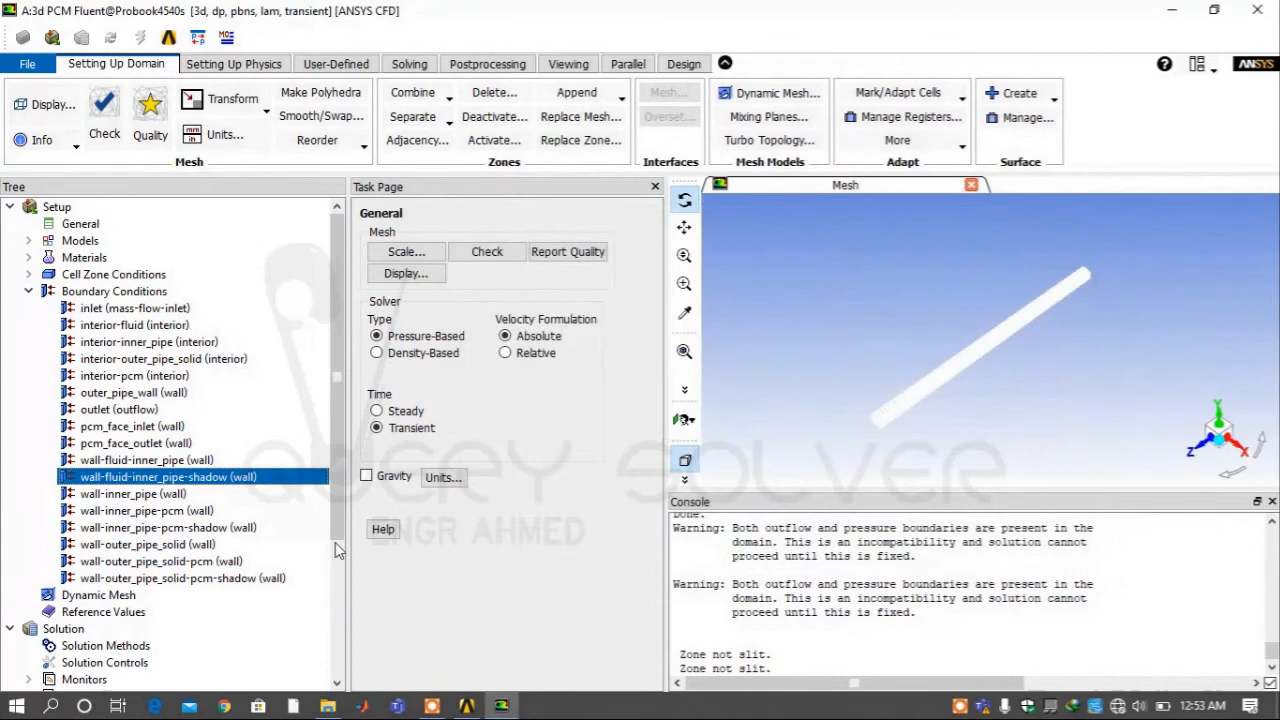 A:3d PCM Fluent@Probook4540s [3d, dp, pbns, lam, transient] [ANSYS CFD]
File
Setting Up Domain
Setting Up Physics
User-Defined
Solving
Postprocessing
Viewing
Parallel
Design
ANSYS
Display...
Info
Check
Quality
Transform
Units...
Make Polyhedra
Smooth/Swap...
Reorder
Mesh
Combine
Separate
Adjacency...
Delete...
Deactivate...
Activate...
Append
Replace Mesh...
Replace Zone...
Zones
Mesh...
Overset...
Interfaces
Dynamic Mesh...
Mixing Planes...
Turbo Topology...
Mesh Models
Mark/Adapt Cells
Manage Registers...
More
Adapt
Create
Manage...
Surface
Tree
Setup
General
Models
Materials
Cell Zone Conditions
Boundary Conditions
inlet (mass-flow-inlet)
interior-fluid (interior)
interior-inner_pipe (interior)
interior-outer_pipe_solid (interior)
interior-pcm (interior)
outer_pipe_wall (wall)
outlet (outflow)
pcm_face_inlet (wall)
pcm_face_outlet (wall)
wall-fluid-inner_pipe (wall)
wall-fluid-inner_pipe-shadow (wall)
wall-inner_pipe (wall)
wall-inner_pipe-pcm (wall)
wall-inner_pipe-pcm-shadow (wall)
wall-outer_pipe_solid (wall)
wall-outer_pipe_solid-pcm (wall)
wall-outer_pipe_solid-pcm-shadow (wall)
Dynamic Mesh
Reference Values
Solution
Solution Methods
Solution Controls
Monitors
Task Page
General
Mesh
Scale...
Check
Report Quality
Display...
Solver
Type
Pressure-Based
Density-Based
Velocity Formulation
Absolute
Relative
Time
Steady
Transient
Gravity
Units...
Help
ENGR AHMED
Mesh
Y
Z
X
Console
Done.
Warning: Both outflow and pressure boundaries are present in the
domain. This is an incompatibility and solution cannot
proceed until this is fixed.
Warning: Both outflow and pressure boundaries are present in the
domain. This is an incompatibility and solution cannot
proceed until this is fixed.
Zone not slit.
Zone not slit.
12:53 AM